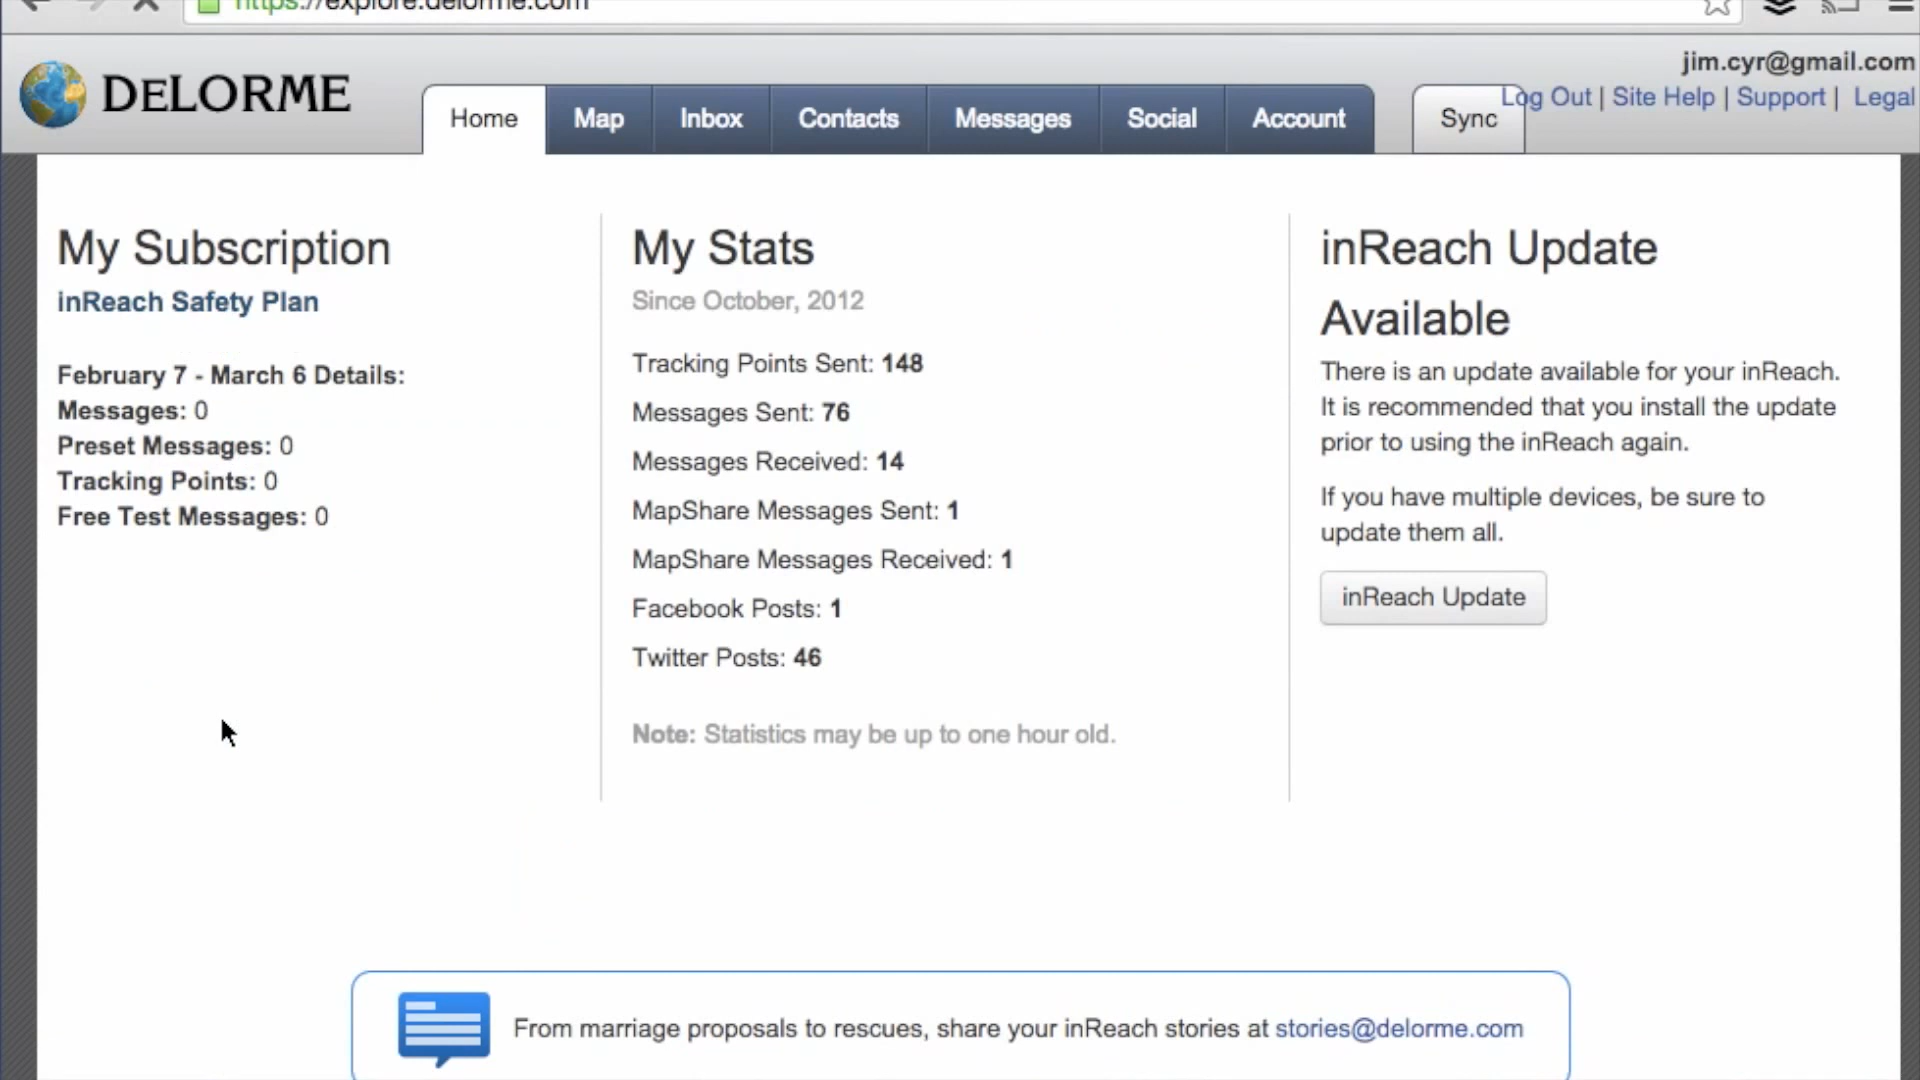 https://explore.delorme.com
jim.cyr@gmail.com
Log Out | Site Help | Support | Legal
DELORME
Home
Map
Inbox
Contacts
Messages
Social
Account
Sync
My Subscription
inReach Safety Plan
February 7 - March 6 Details:
Messages: 0
Preset Messages: 0
Tracking Points: 0
Free Test Messages: 0
My Stats
Since October, 2012
Tracking Points Sent: 148
Messages Sent: 76
Messages Received: 14
MapShare Messages Sent: 1
MapShare Messages Received: 1
Facebook Posts: 1
Twitter Posts: 46
Note: Statistics may be up to one hour old.
inReach Update
Available
There is an update available for your inReach.
It is recommended that you install the update
prior to using the inReach again.
If you have multiple devices, be sure to
update them all.
inReach Update
From marriage proposals to rescues, share your inReach stories at stories@delorme.com